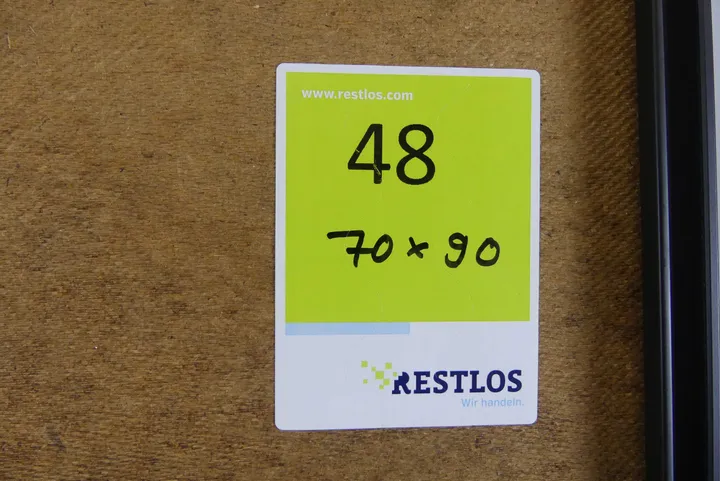 www.restlos.com
48
70 x 90
RESTLOS
Wir handeln.